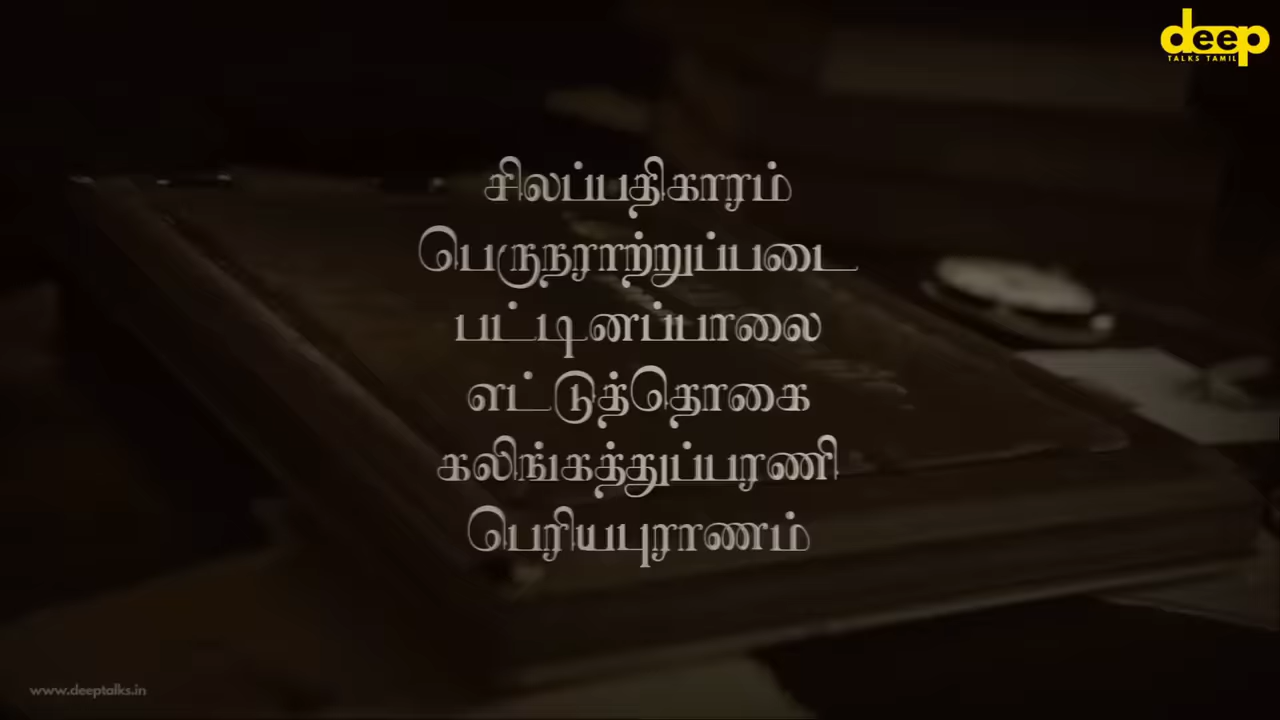 deep
TALKS TAMIL
சிலப்பதிகாரம்
பெருநராற்றுப்படை
பட்டினப்பாலை
எட்டுத்தொகை
கலிங்கத்துப்பரணி
பெரியபுராணம்
www.deeptalks.in